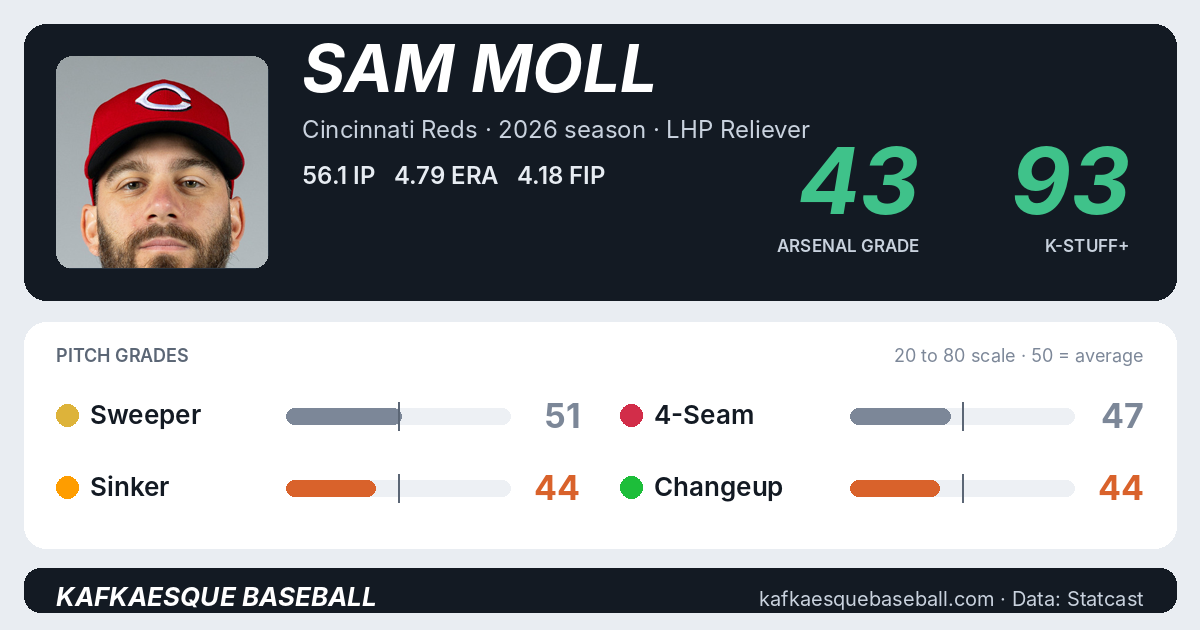 SAM MOLL
Cincinnati Reds · 2026 season · LHP Reliever
56.1 IP 4.79 ERA 4.18 FIP
43 93
ARSENAL GRADE K-STUFF+
PITCH GRADES 20 to 80 scale · 50 = average
Sweeper 51 4-Seam 47
Sinker 44 Changeup 44
KAFKAESQUE BASEBALL kafkaesquebaseball.com · Data: Statcast